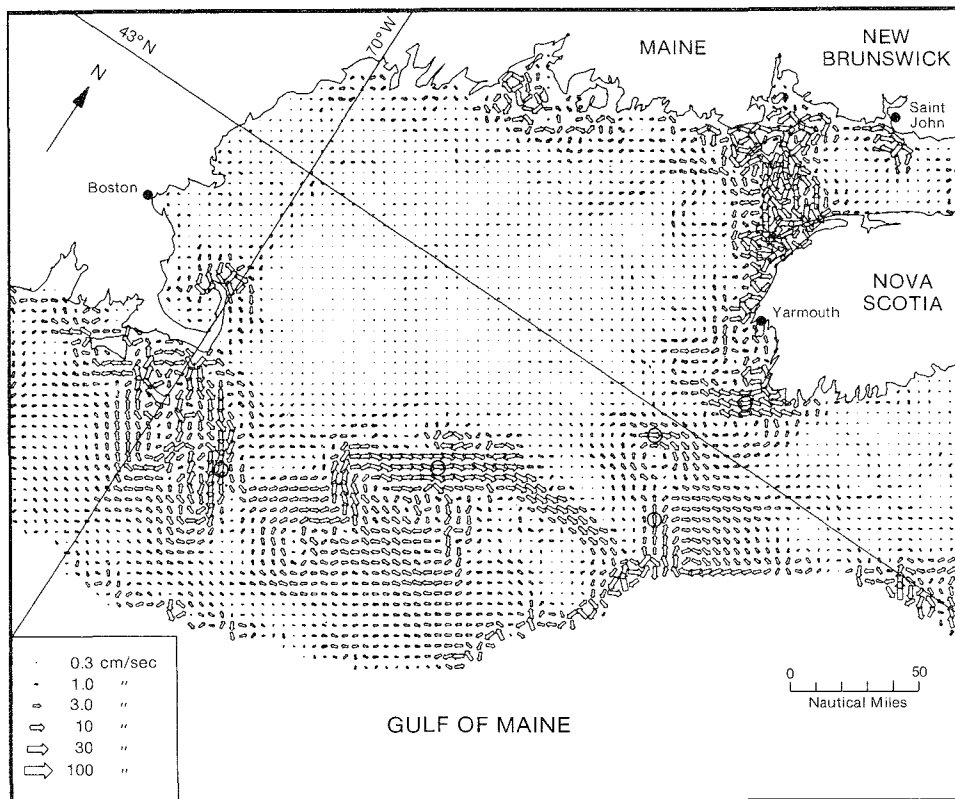 43° N
70° W
MAINE
NEW
BRUNSWICK
Saint
John
N
Boston
NOVA
SCOTIA
Yarmouth
0.3 cm/sec
1.0 "
3.0 "
10 "
30 "
100 "
0 50
Nautical Miles
GULF OF MAINE